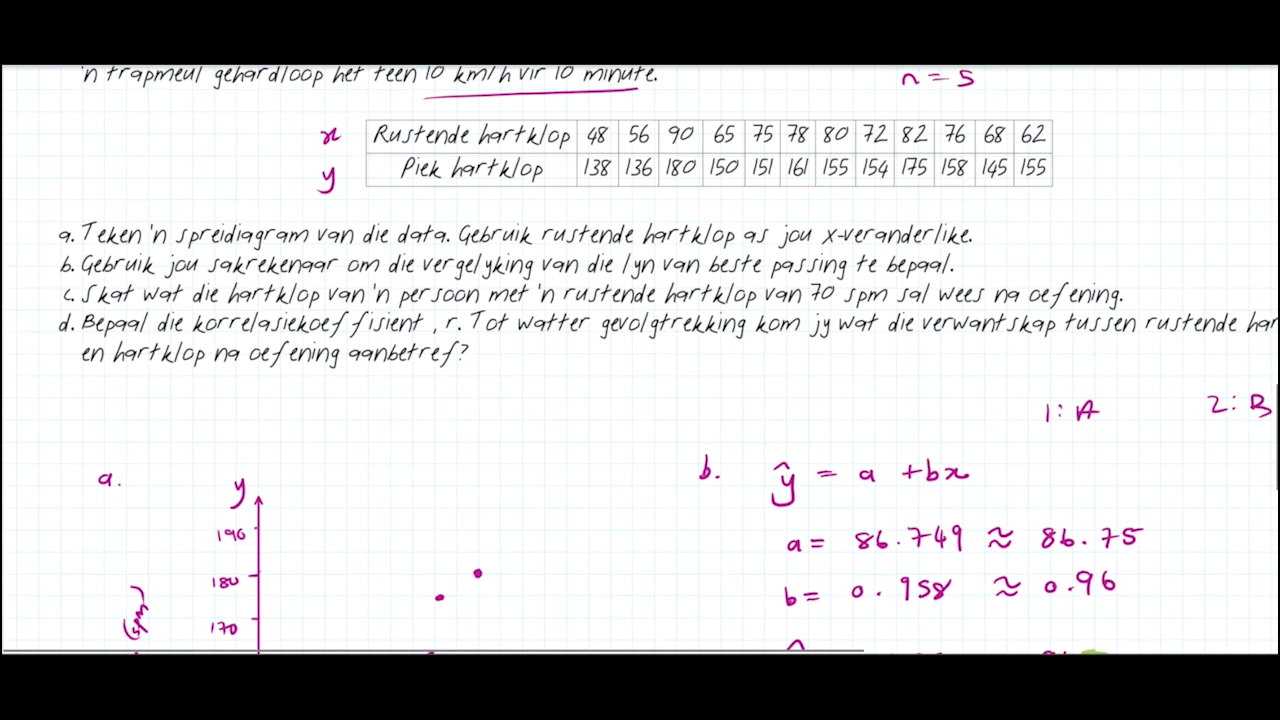 'n trapmeul gehardloop het teen 10 km/h vir 10 minute.
n = 5
x Rustende hartklop 48 56 90 65 75 78 80 72 82 76 68 62
y Piek hartklop 138 136 180 150 151 161 155 154 175 158 145 155
a. Teken 'n spreidiagram van die data. Gebruik rustende hartklop as jou x-veranderlike.
b. Gebruik jou sakrekenaar om die vergelyking van die lyn van beste passing te bepaal.
c. Skat wat die hartklop van 'n persoon met 'n rustende hartklop van 70 spm sal wees na oefening.
d. Bepaal die korrelasiekoeffisient, r. Tot watter gevolgtrekking kom jy wat die verwantskap tussen rustende har
en hartklop na oefening aanbetref?
1: A 2: B
a.
y
190
180
170
(spm)
b. ŷ = a + bx
a = 86.749 ≈ 86.75
b = 0.958 ≈ 0.96